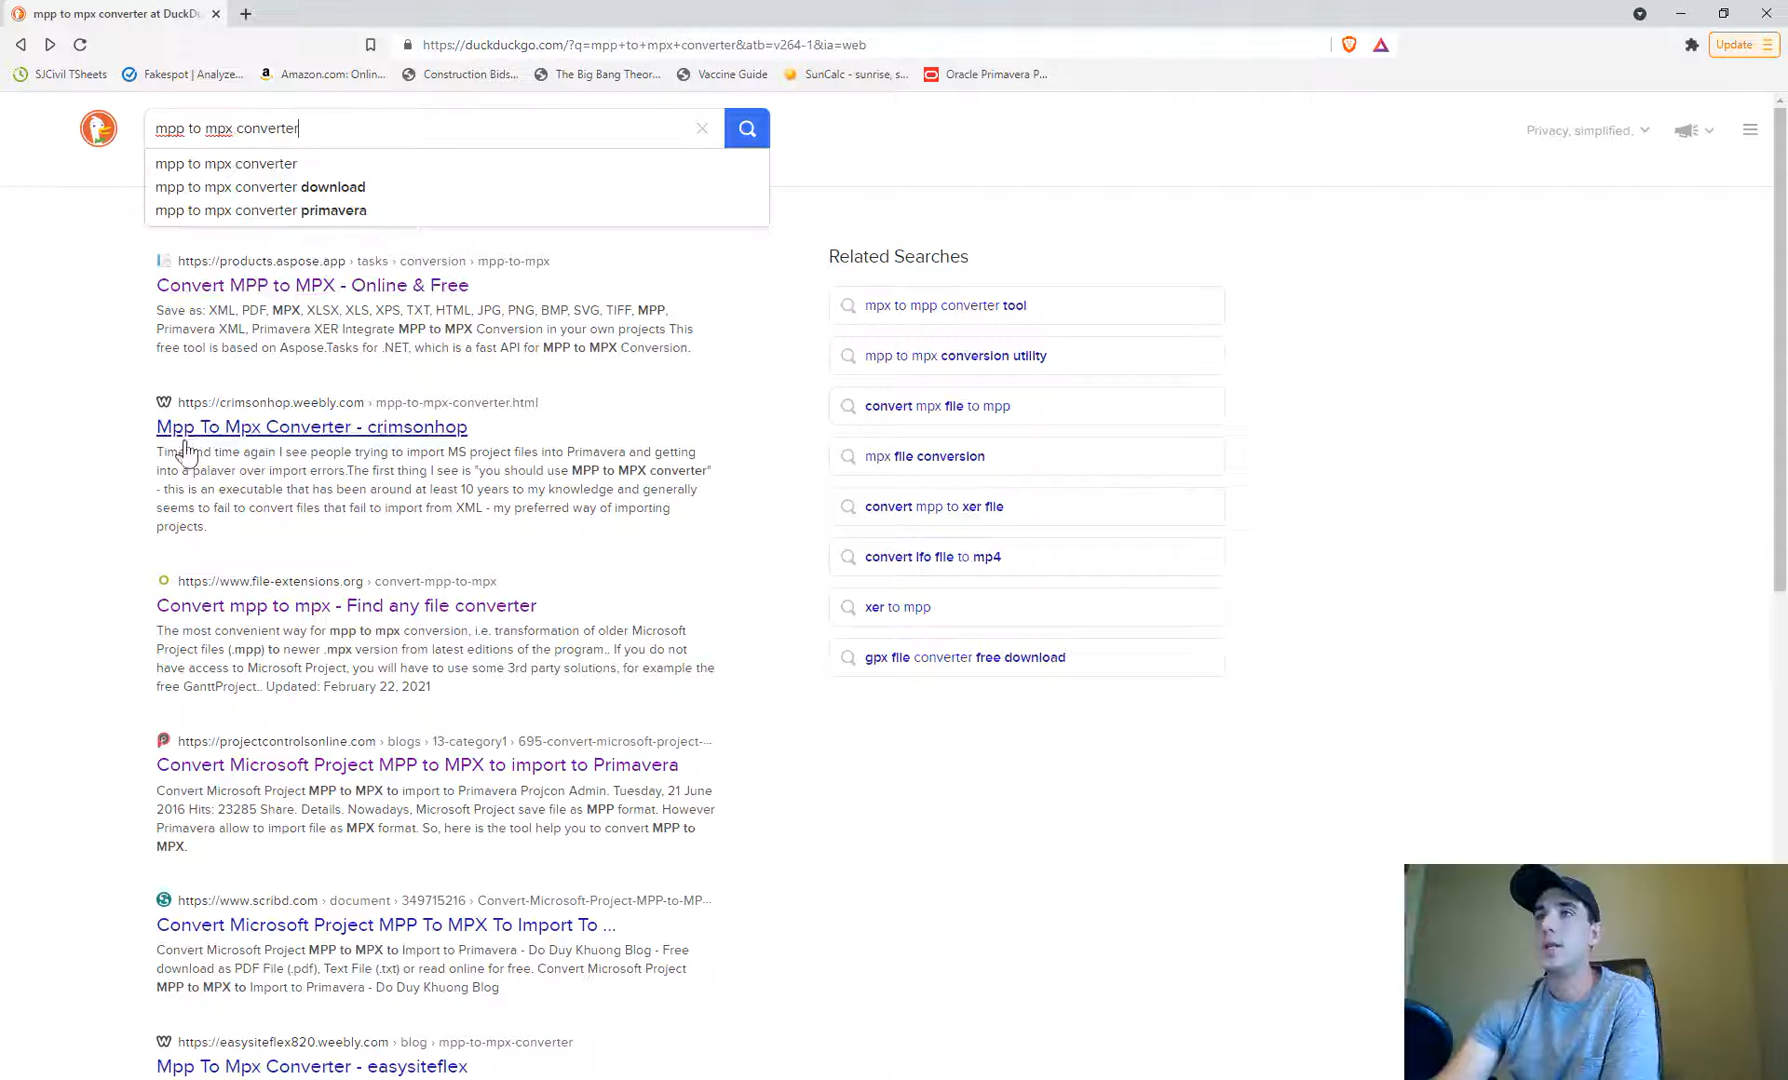 mpp to mpx converter at DuckDu
https://duckduckgo.com/?q=mpp+to+mpx+converter&atb=v264-1&ia=web
Update
SJCivil TSheets
Fakespot | Analyze...
Amazon.com: Onlin...
Construction Bids...
The Big Bang Theor...
Vaccine Guide
SunCalc - sunrise, s...
Oracle Primavera P...
mpp to mpx converter
Privacy, simplified.
mpp to mpx converter
mpp to mpx converter download
mpp to mpx converter primavera
https://products.aspose.app › tasks › conversion › mpp-to-mpx
Convert MPP to MPX - Online & Free
Save as: XML, PDF, MPX, XLSX, XLS, XPS, TXT, HTML, JPG, PNG, BMP, SVG, TIFF, MPP,
Primavera XML, Primavera XER Integrate MPP to MPX Conversion in your own projects This
free tool is based on Aspose.Tasks for .NET, which is a fast API for MPP to MPX Conversion.
https://crimsonhop.weebly.com › mpp-to-mpx-converter.html
Mpp To Mpx Converter - crimsonhop
Time and time again I see people trying to import MS project files into Primavera and getting
into a palaver over import errors.The first thing I see is "you should use MPP to MPX converter"
- this is an executable that has been around at least 10 years to my knowledge and generally
seems to fail to convert files that fail to import from XML - my preferred way of importing
projects.
https://www.file-extensions.org › convert-mpp-to-mpx
Convert mpp to mpx - Find any file converter
The most convenient way for mpp to mpx conversion, i.e. transformation of older Microsoft
Project files (.mpp) to newer .mpx version from latest editions of the program.. If you do not
have access to Microsoft Project, you will have to use some 3rd party solutions, for example the
free GanttProject.. Updated: February 22, 2021
https://projectcontrolsonline.com › blogs › 13-category1 › 695-convert-microsoft-project-...
Convert Microsoft Project MPP to MPX to import to Primavera
Convert Microsoft Project MPP to MPX to import to Primavera Projcon Admin. Tuesday, 21 June
2016 Hits: 23285 Share. Details. Nowadays, Microsoft Project save file as MPP format. However
Primavera allow to import file as MPX format. So, here is the tool help you to convert MPP to
MPX.
https://www.scribd.com › document › 349715216 › Convert-Microsoft-Project-MPP-to-MP...
Convert Microsoft Project MPP To MPX To Import To ...
Convert Microsoft Project MPP to MPX to Import to Primavera - Do Duy Khuong Blog - Free
download as PDF File (.pdf), Text File (.txt) or read online for free. Convert Microsoft Project
MPP to MPX to Import to Primavera - Do Duy Khuong Blog
https://easysiteflex820.weebly.com › blog › mpp-to-mpx-converter
Mpp To Mpx Converter - easysiteflex
Related Searches
mpx to mpp converter tool
mpp to mpx conversion utility
convert mpx file to mpp
mpx file conversion
convert mpp to xer file
convert ifo file to mp4
xer to mpp
gpx file converter free download